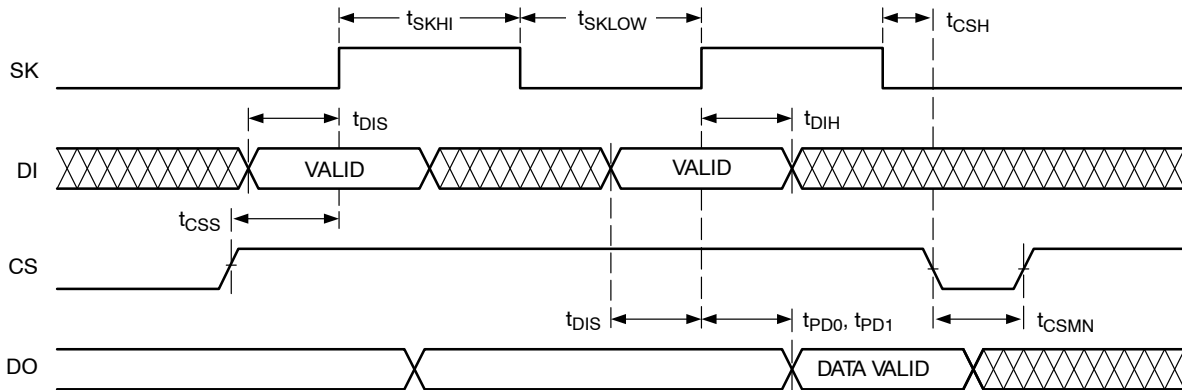 tSKHI
tSKLOW
tCSH
SK
tDIS
tDIH
DI
VALID
VALID
tCSS
CS
tDIS
tPD0, tPD1
tCSMN
DO
DATA VALID